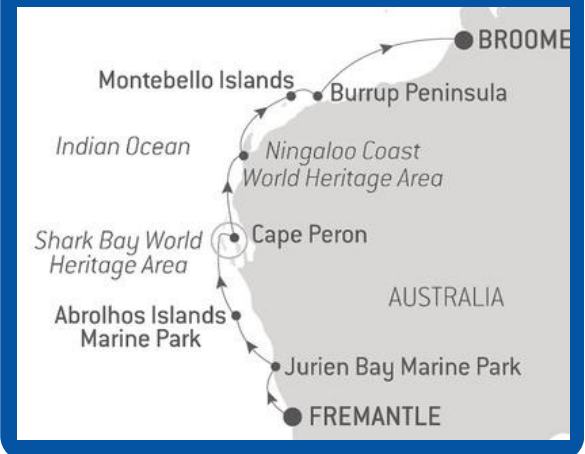 BROOME
Montebello Islands
Burrup Peninsula
Indian Ocean
Ningaloo Coast
World Heritage Area
Cape Peron
Shark Bay World
Heritage Area
AUSTRALIA
Abrolhos Islands
Marine Park
Jurien Bay Marine Park
FREMANTLE